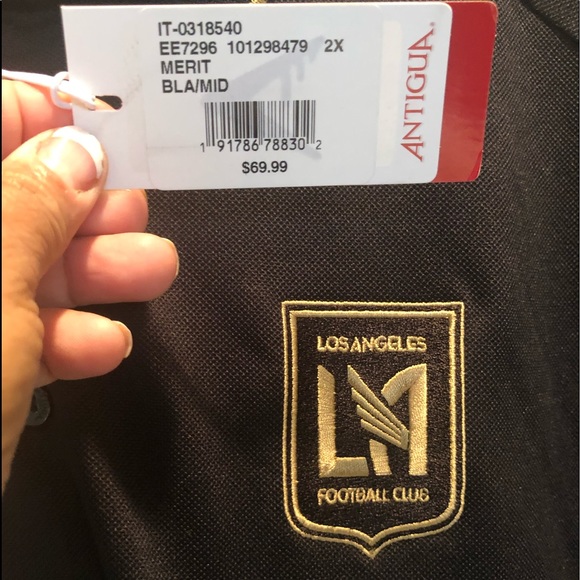 IT-0318540
EE7296 101298479 2X
MERIT
BLA/MID
1 91786 78830 2
$69.99
ANTIGUA.
LOS ANGELES
LA
FOOTBALL CLUB